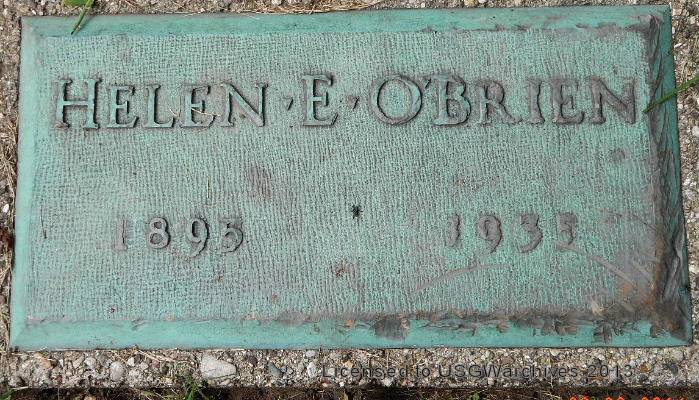 HELEN · E · O'BRIEN
1893 1935
Licensed to USGWarchives 2013